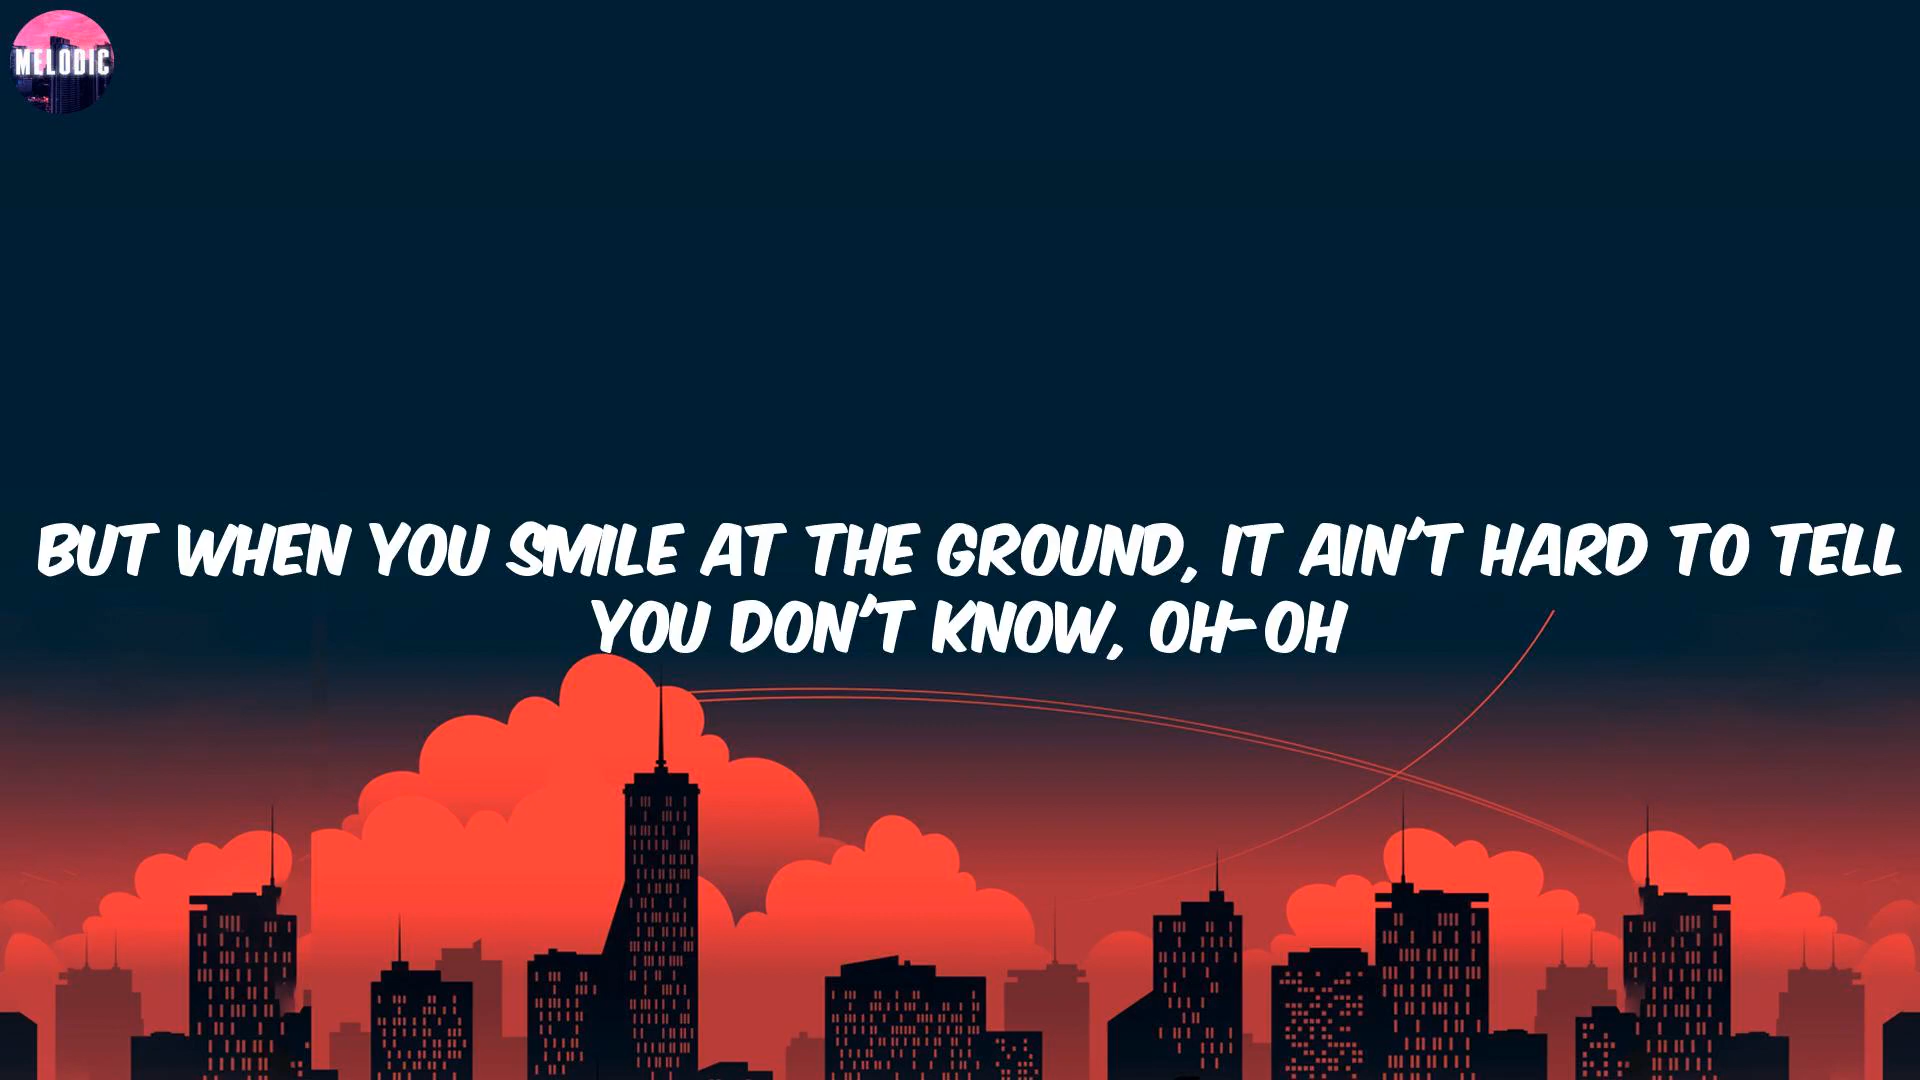 MELODIC
BUT WHEN YOU SMILE AT THE GROUND, IT AIN'T HARD TO TELL
YOU DON'T KNOW, OH-OH